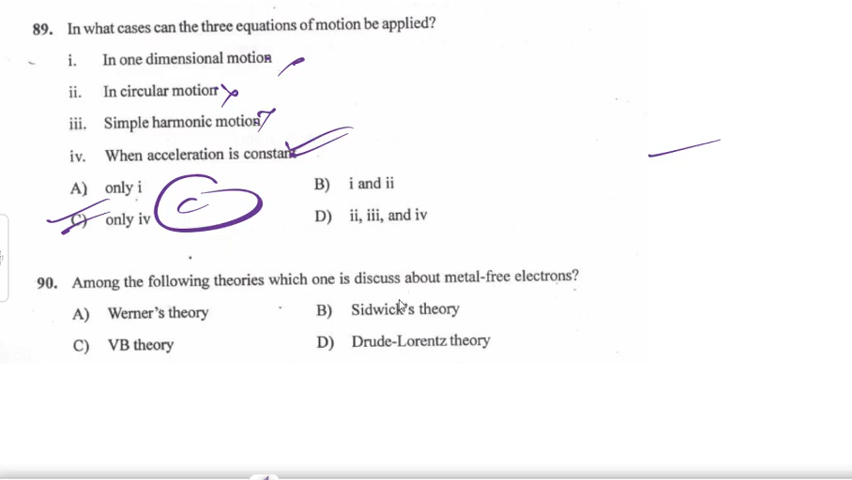 89. In what cases can the three equations of motion be applied?
i. In one dimensional motion
ii. In circular motion
iii. Simple harmonic motion
iv. When acceleration is constant
A) only i B) i and ii
C) only iv D) ii, iii, and iv
C
90. Among the following theories which one is discuss about metal-free electrons?
A) Werner's theory B) Sidwick's theory
C) VB theory D) Drude-Lorentz theory